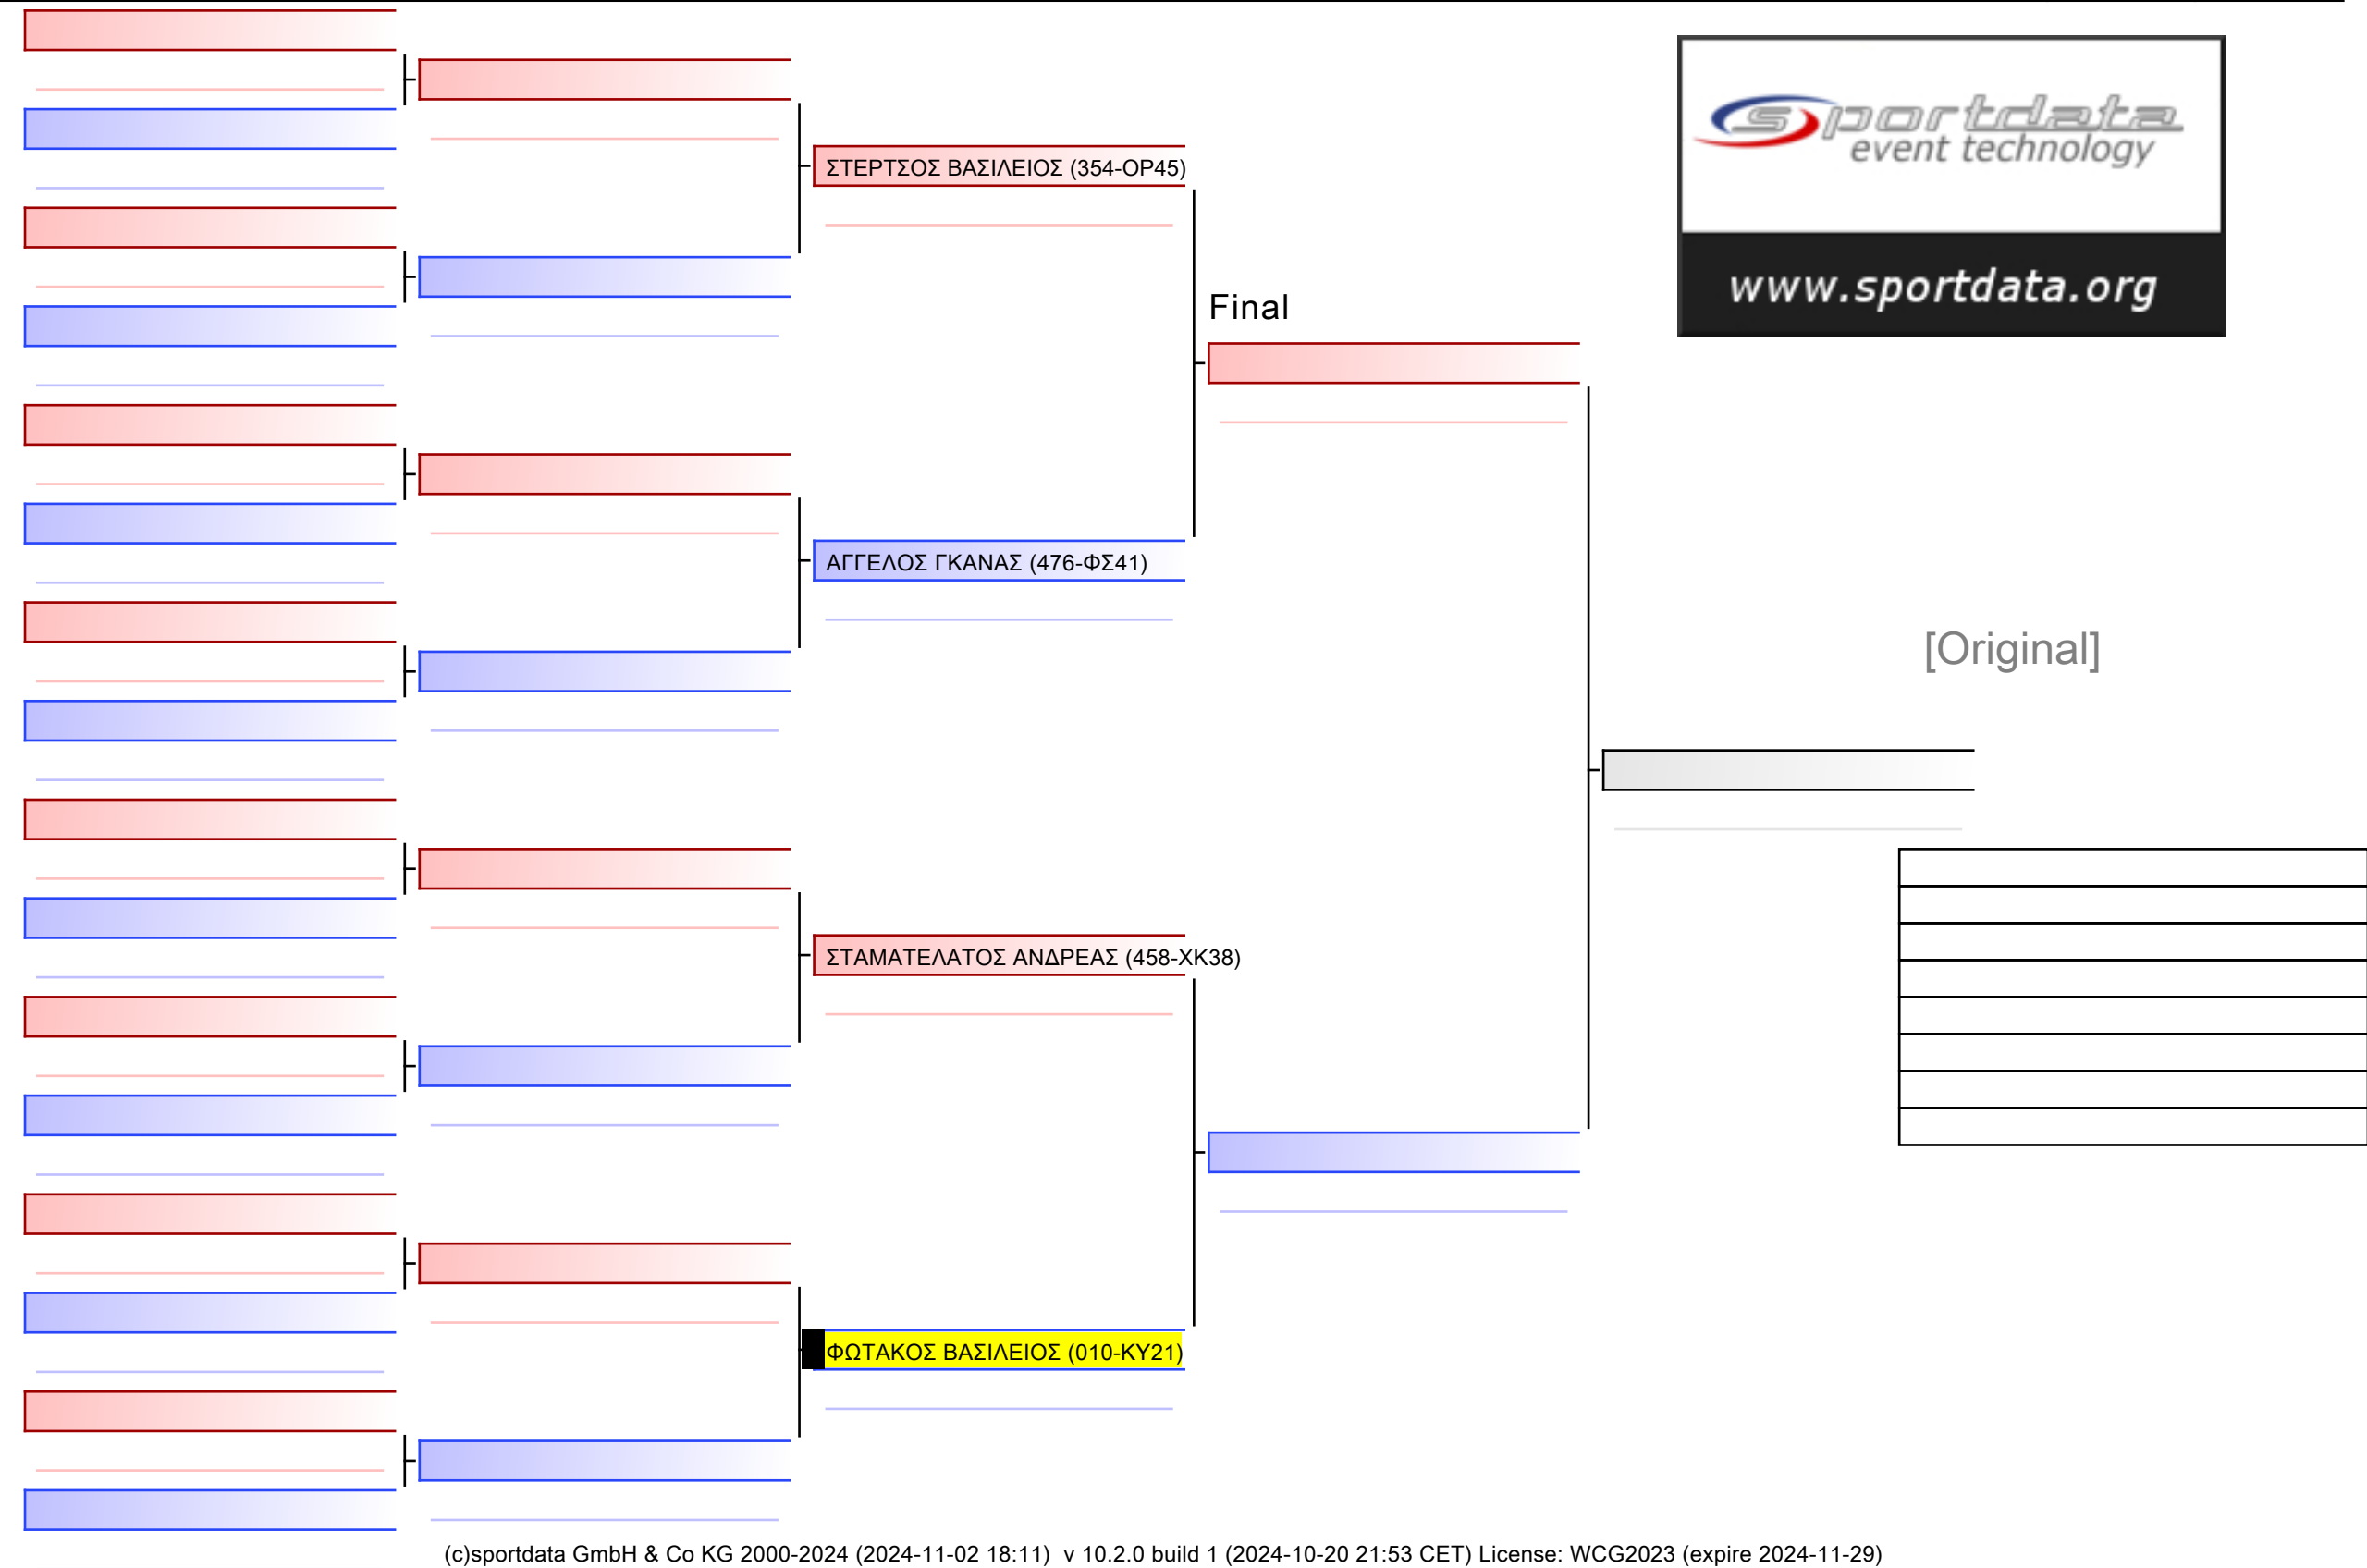 sportdata
event technology
www.sportdata.org
ΣΤΕΡΤΣΟΣ ΒΑΣΙΛΕΙΟΣ (354-ΟΡ45)
Final
ΑΓΓΕΛΟΣ ΓΚΑΝΑΣ (476-ΦΣ41)
[Original]
ΣΤΑΜΑΤΕΛΑΤΟΣ ΑΝΔΡΕΑΣ (458-ΧΚ38)
ΦΩΤΑΚΟΣ ΒΑΣΙΛΕΙΟΣ (010-ΚΥ21)
(c)sportdata GmbH & Co KG 2000-2024 (2024-11-02 18:11) v 10.2.0 build 1 (2024-10-20 21:53 CET) License: WCG2023 (expire 2024-11-29)